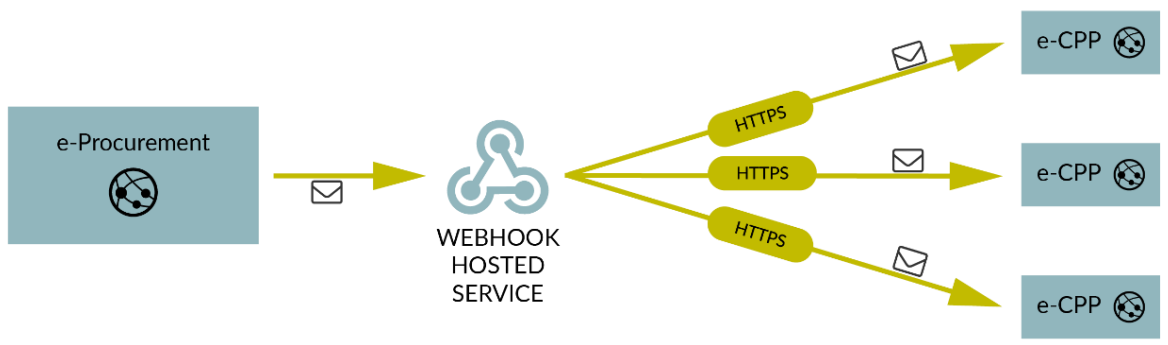 e-Procurement
WEBHOOK
HOSTED
SERVICE
HTTPS
HTTPS
HTTPS
e-CPP
e-CPP
e-CPP